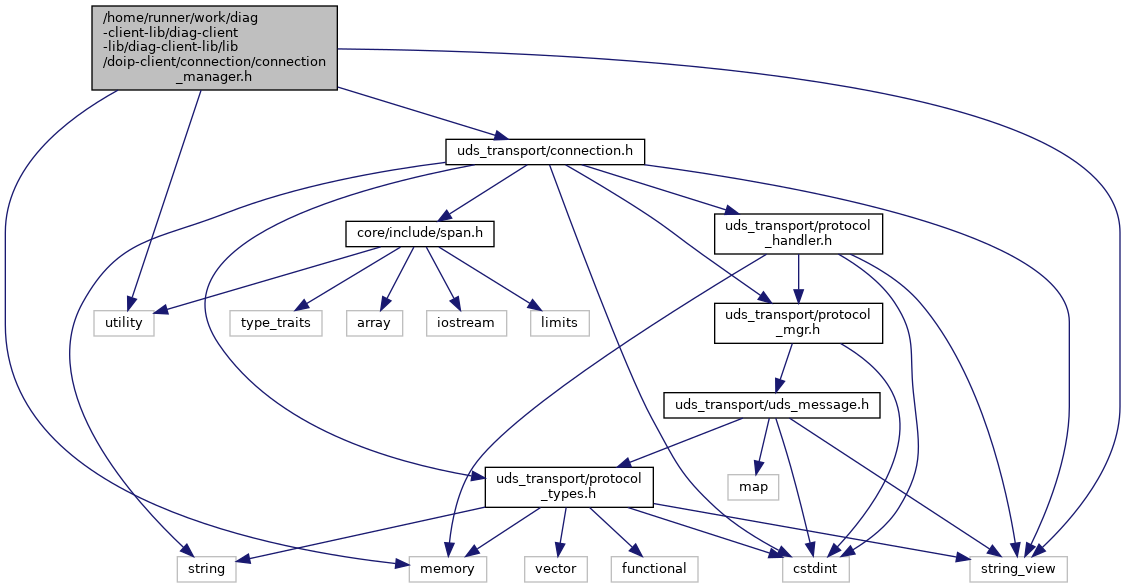 /home/runner/work/diag
-client-lib/diag-client
-lib/diag-client-lib/lib
/doip-client/connection/connection
_manager.h
uds_transport/connection.h
core/include/span.h
uds_transport/protocol
_handler.h
utility
type_traits
array
iostream
limits
uds_transport/protocol
_mgr.h
uds_transport/uds_message.h
uds_transport/protocol
_types.h
map
string
memory
vector
functional
cstdint
string_view